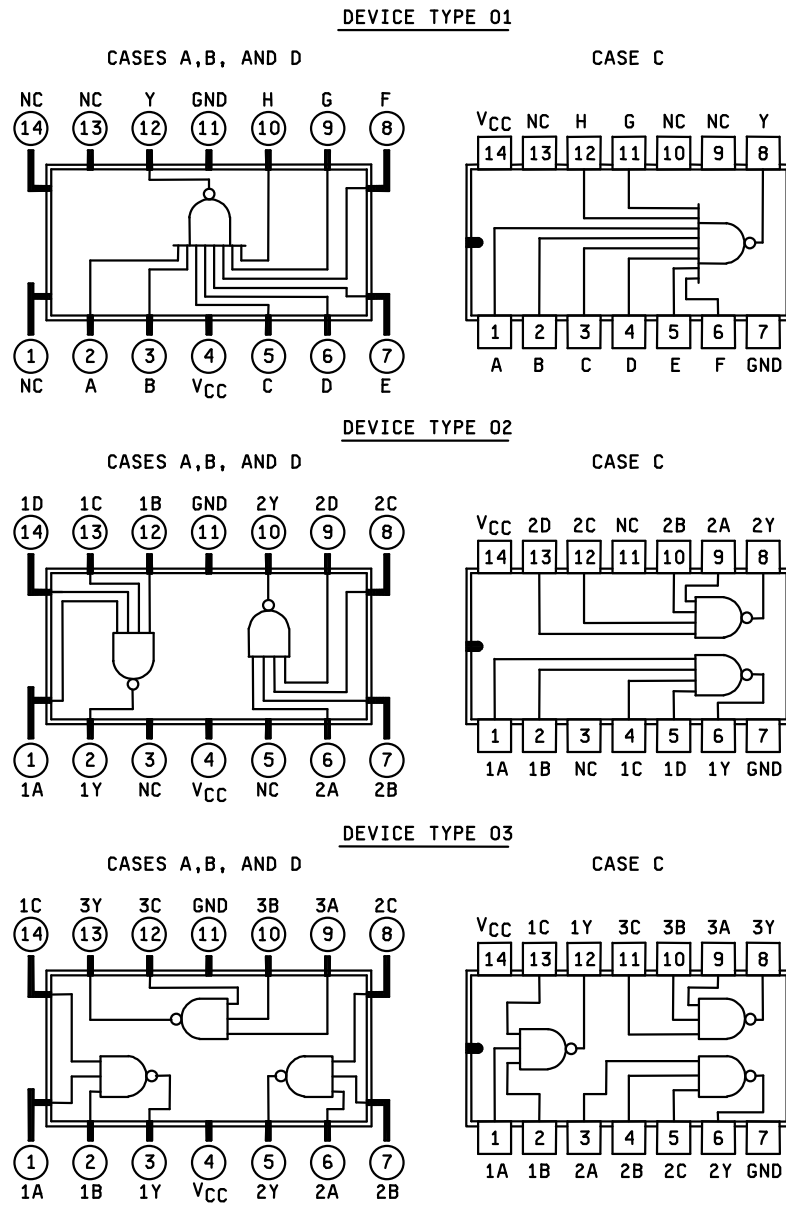 DEVICE TYPE 01
CASES A,B, AND D
CASE C
NC NC Y GND H G F
14 13 12 11 10 9 8
1 2 3 4 5 6 7
NC A B VCC C D E
VCC NC H G NC NC Y
14 13 12 11 10 9 8
1 2 3 4 5 6 7
A B C D E F GND
DEVICE TYPE 02
CASES A,B, AND D
CASE C
1D 1C 1B GND 2Y 2D 2C
14 13 12 11 10 9 8
1 2 3 4 5 6 7
1A 1Y NC VCC NC 2A 2B
VCC 2D 2C NC 2B 2A 2Y
14 13 12 11 10 9 8
1 2 3 4 5 6 7
1A 1B NC 1C 1D 1Y GND
DEVICE TYPE 03
CASES A,B, AND D
CASE C
1C 3Y 3C GND 3B 3A 2C
14 13 12 11 10 9 8
1 2 3 4 5 6 7
1A 1B 1Y VCC 2Y 2A 2B
VCC 1C 1Y 3C 3B 3A 3Y
14 13 12 11 10 9 8
1 2 3 4 5 6 7
1A 1B 2A 2B 2C 2Y GND